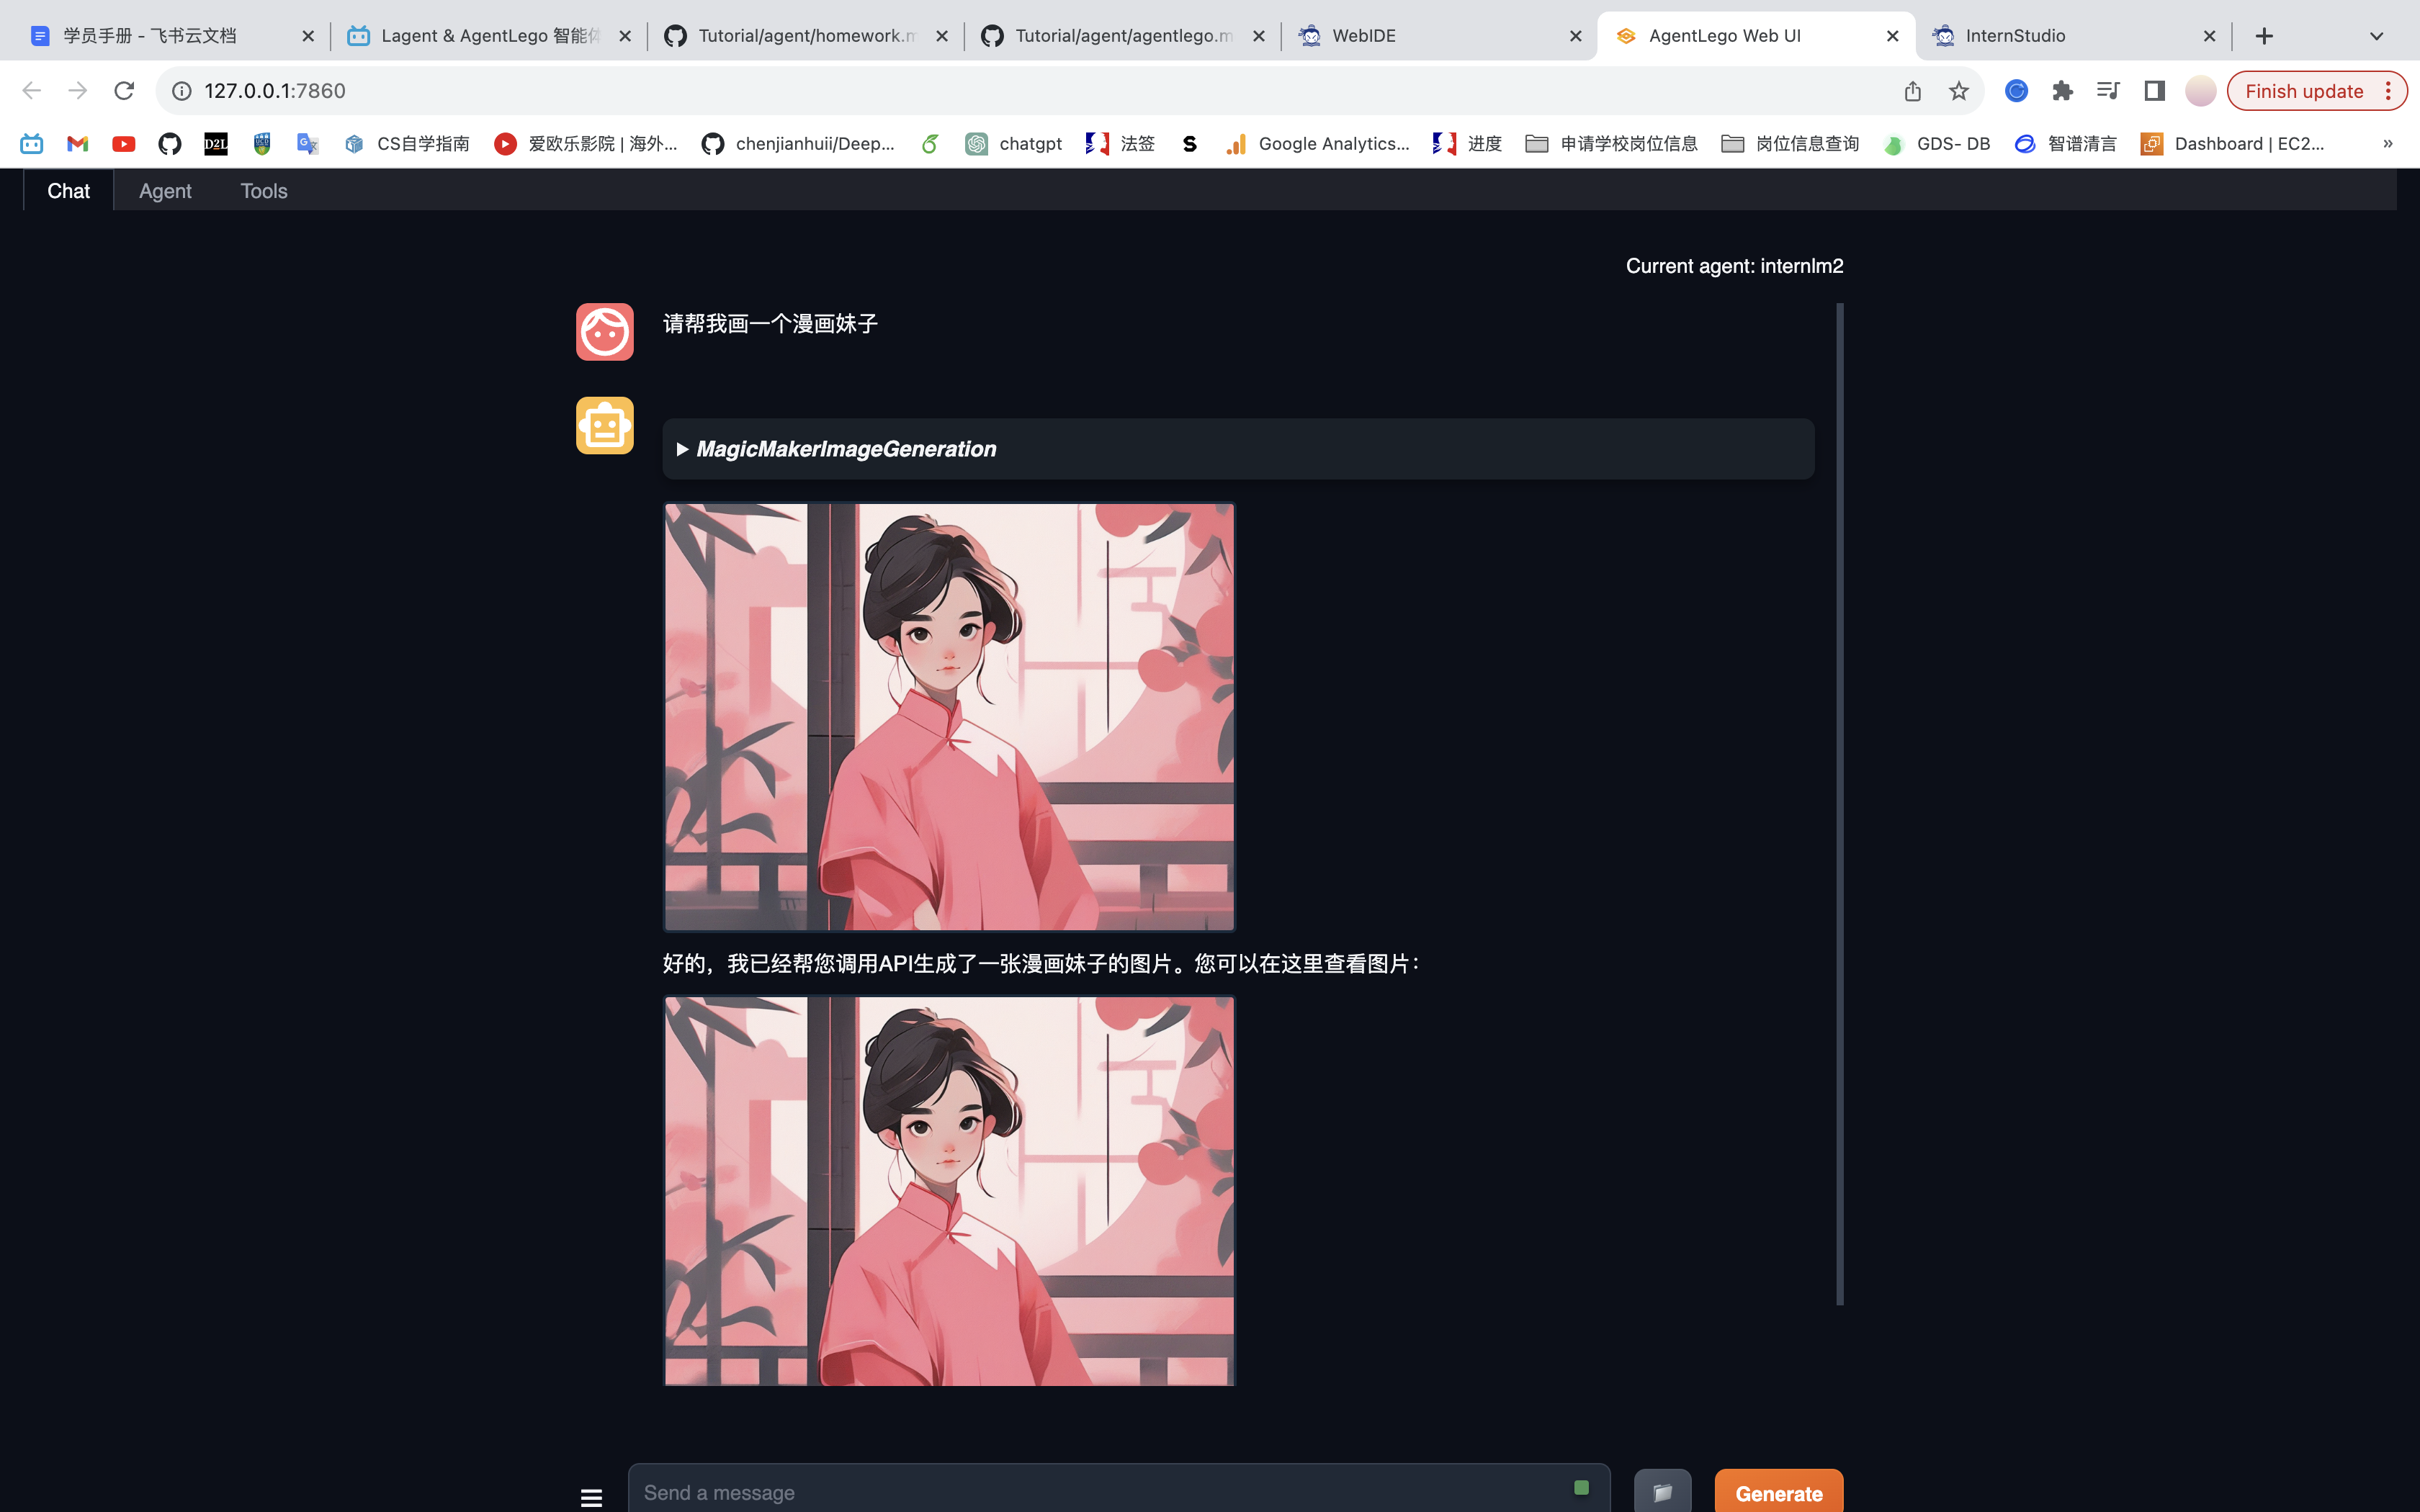 学员手册 - 飞书云文档
Lagent & AgentLego 智能体
Tutorial/agent/homework.m
Tutorial/agent/agentlego.m
WebIDE
AgentLego Web UI
InternStudio
127.0.0.1:7860
Finish update
D2L
CS自学指南
爱欧乐影院 | 海外...
chenjianhuii/Deep...
chatgpt
法签
S
Google Analytics...
进度
申请学校岗位信息
岗位信息查询
GDS- DB
智谱清言
Dashboard | EC2...
»
Chat
Agent
Tools
Current agent: internlm2
请帮我画一个漫画妹子
MagicMakerImageGeneration
好的，我已经帮您调用API生成了一张漫画妹子的图片。您可以在这里查看图片：
Send a message
Generate